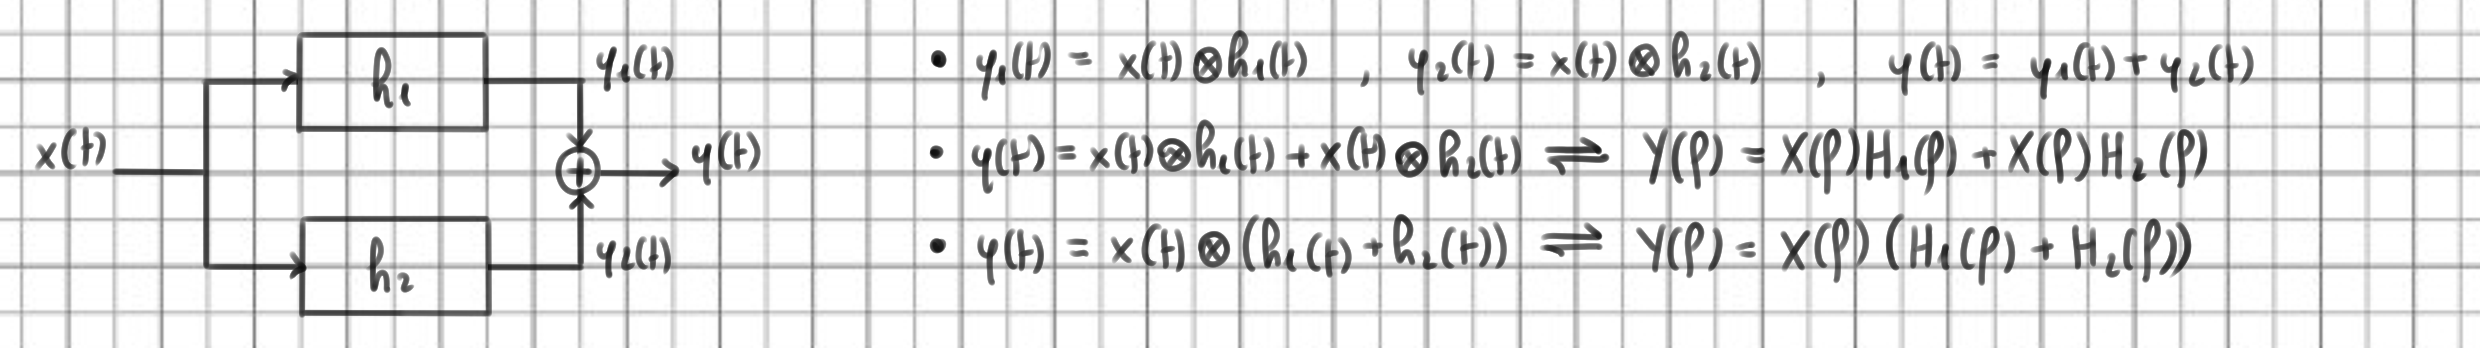 x(t)
h₁
y₁(t)
y(t)
h₂
y₂(t)
• y₁(t) = x(t) ⊗ h₁(t) , y₂(t) = x(t) ⊗ h₂(t) , y(t) = y₁(t) + y₂(t)
• y(t) = x(t) ⊗ h₁(t) + x(t) ⊗ h₂(t) ⇌ Y(f) = X(f)H₁(f) + X(f)H₂(f)
• y(t) = x(t) ⊗ (h₁(t) + h₂(t)) ⇌ Y(f) = X(f)(H₁(f) + H₂(f))